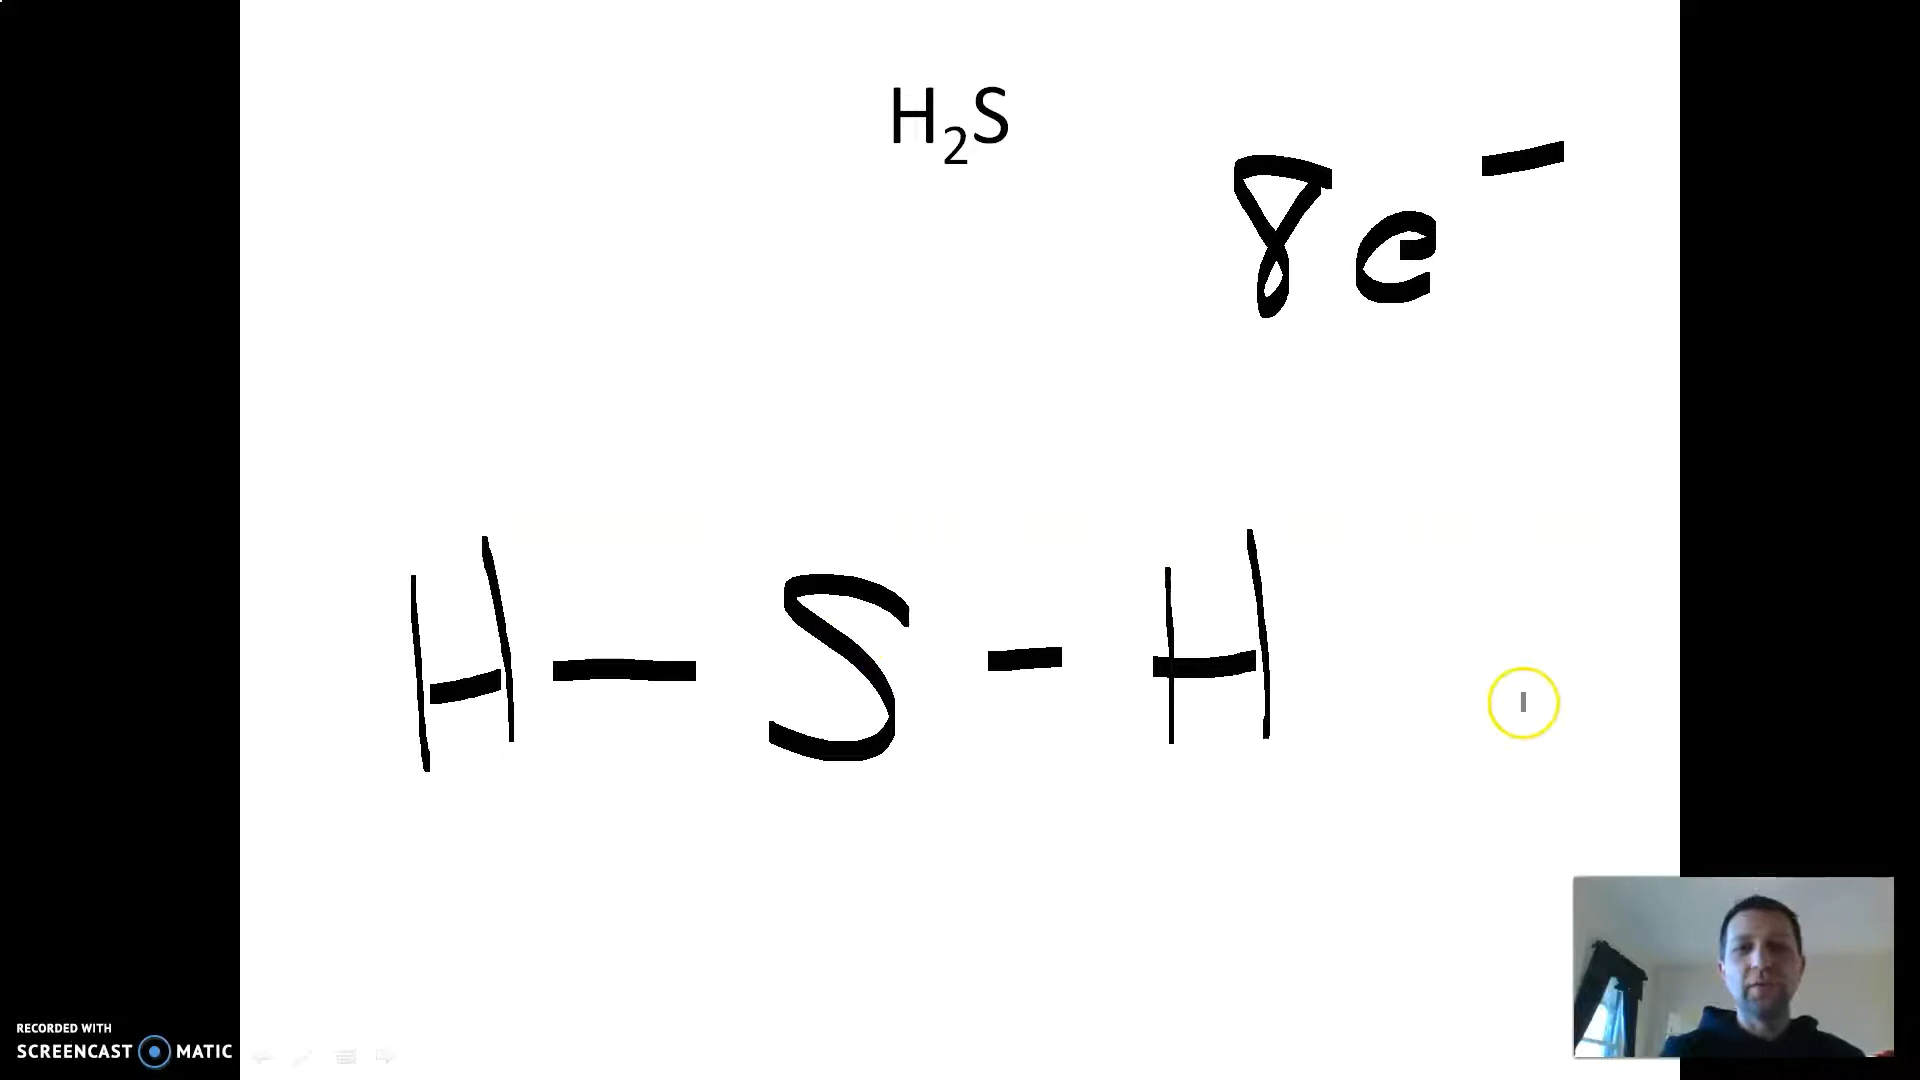 H₂S
8e⁻
H–S–H
RECORDED WITH
SCREENCAST MATIC